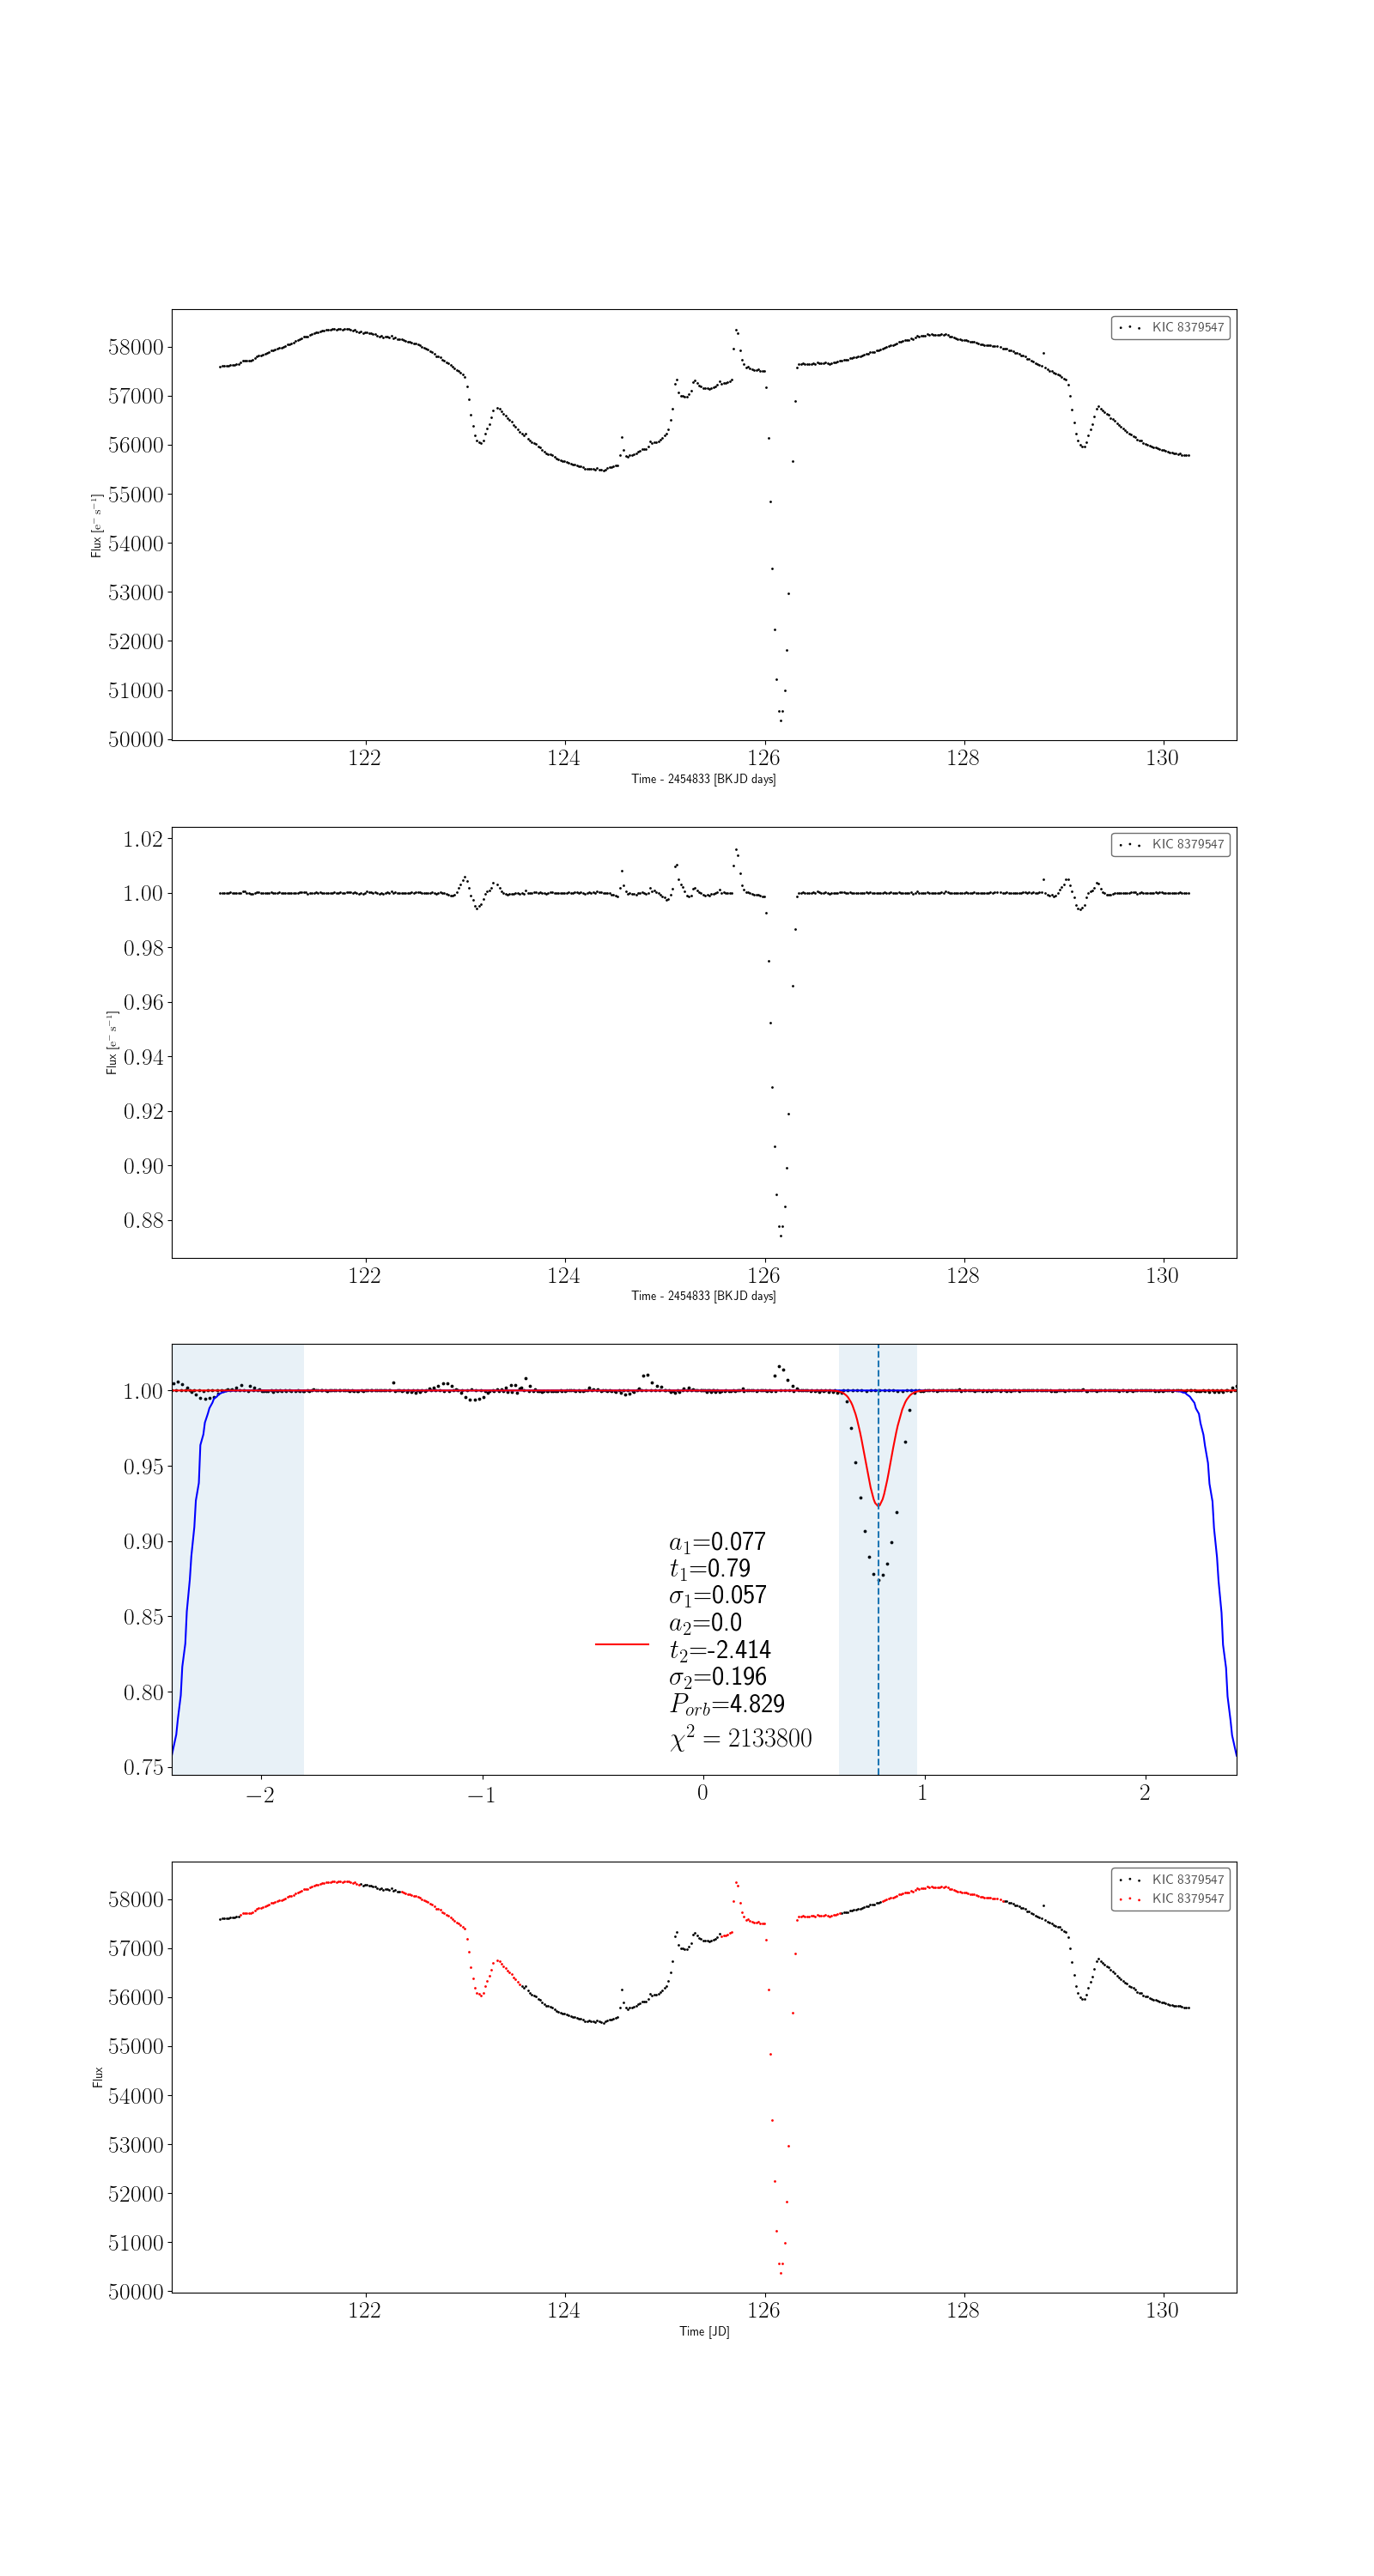 KIC 8379547
58000
57000
56000
55000
54000
53000
52000
51000
50000
Flux [e⁻ s⁻¹]
122 124 126 128 130
Time - 2454833 [BKJD days]
KIC 8379547
1.02
1.00
0.98
0.96
0.94
0.92
0.90
0.88
Flux [e⁻ s⁻¹]
122 124 126 128 130
Time - 2454833 [BKJD days]
1.00
0.95
0.90
0.85
0.80
0.75
a₁=0.077
t₁=0.79
σ₁=0.057
a₂=0.0
t₂=-2.414
σ₂=0.196
P_orb=4.829
χ² = 2133800
−2 −1 0 1 2
KIC 8379547
KIC 8379547
58000
57000
56000
55000
54000
53000
52000
51000
50000
Flux
122 124 126 128 130
Time [JD]